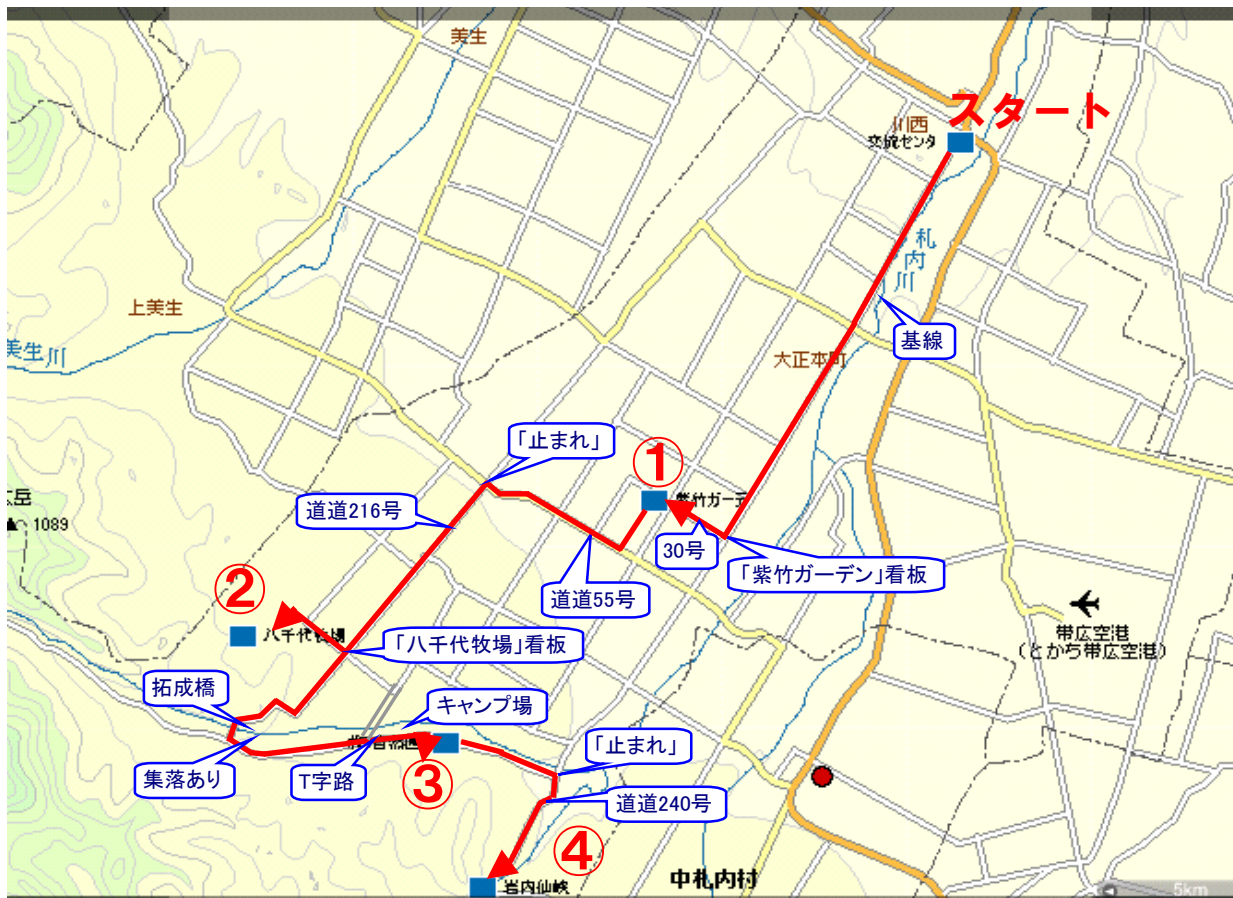 美生
スタート
川西
交流センタ
札内川
上美生
美生川
基線
大正本町
「止まれ」
①
紫竹ガーデ
道道216号
1089
30号
「紫竹ガーデン」看板
道道55号
②
八千代牧場
「八千代牧場」看板
帯広空港
(とかち帯広空港)
拓成橋
キャンプ場
「止まれ」
集落あり
T字路
③
道道240号
④
岩内仙峡
中札内村
5km